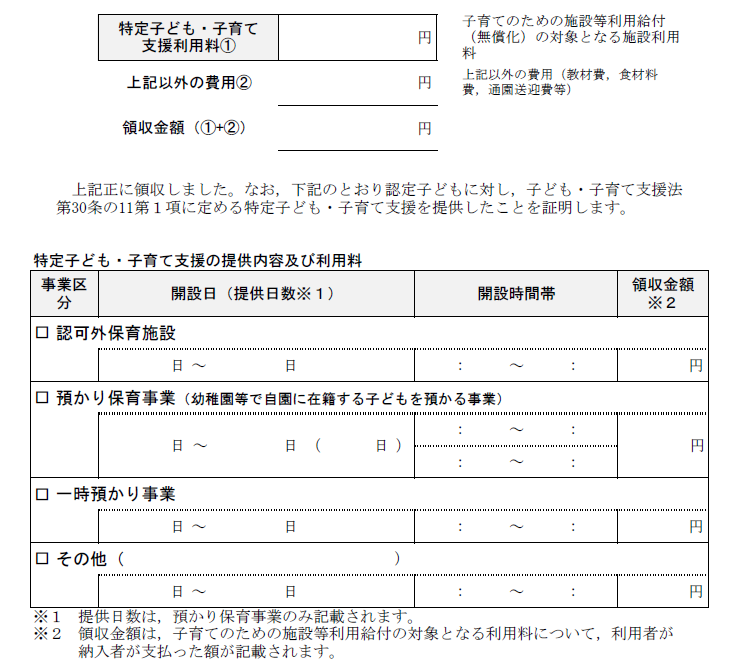 特定子ども・子育て
支援利用料①
円
子育てのための施設等利用給付
（無償化）の対象となる施設利用
料
上記以外の費用②
円
上記以外の費用（教材費，食材料
費，通園送迎費等）
領収金額（①+②）
円
上記正に領収しました。なお，下記のとおり認定子どもに対し，子ども・子育て支援法
第30条の11第１項に定める特定子ども・子育て支援を提供したことを証明します。
特定子ども・子育て支援の提供内容及び利用料
事業区
分
開設日（提供日数※１）
開設時間帯
領収金額
※２
□ 認可外保育施設
日 ～ 日 : ～ : 円
□ 預かり保育事業（幼稚園等で自園に在籍する子どもを預かる事業）
: ～ :
日 ～ 日 （ 日 ） 円
: ～ :
□ 一時預かり事業
日 ～ 日 : ～ : 円
□ その他（ ）
日 ～ 日 : ～ : 円
※１　提供日数は，預かり保育事業のみ記載されます。
※２　領収金額は，子育てのための施設等利用給付の対象となる利用料について，利用者が
納入者が支払った額が記載されます。